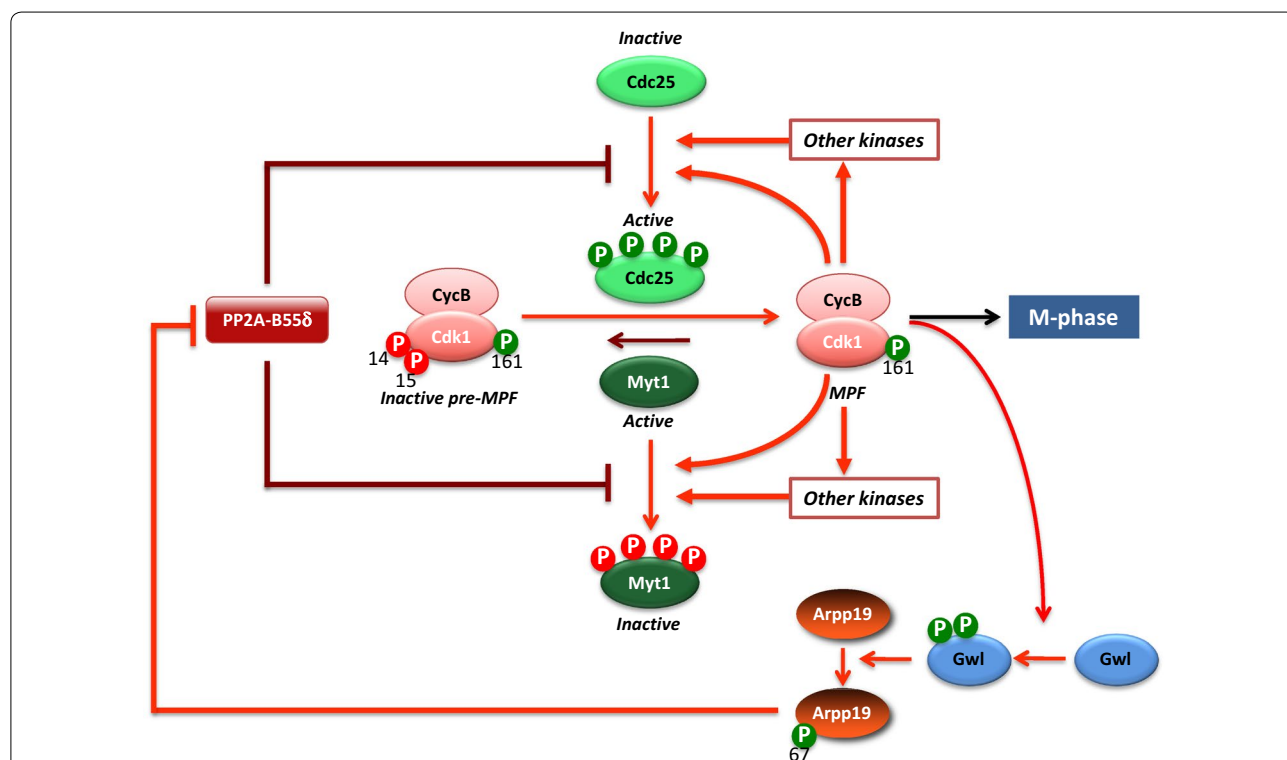 Inactive
Cdc25
Other kinases
Active
P P P P
Cdc25
CycB
Cdk1
P
P
P
14
15
161
Inactive pre-MPF
PP2A-B55δ
CycB
Cdk1
P
161
MPF
M-phase
Myt1
Active
Other kinases
P P P P
Myt1
Inactive
Arpp19
P P
Gwl
Gwl
Arpp19
P
67